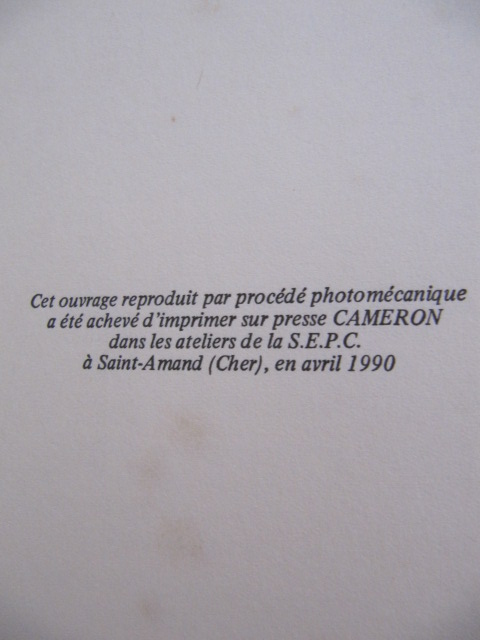 Cet ouvrage reproduit par procédé photomécanique
a été achevé d'imprimer sur presse CAMERON
dans les ateliers de la S.E.P.C.
à Saint-Amand (Cher), en avril 1990